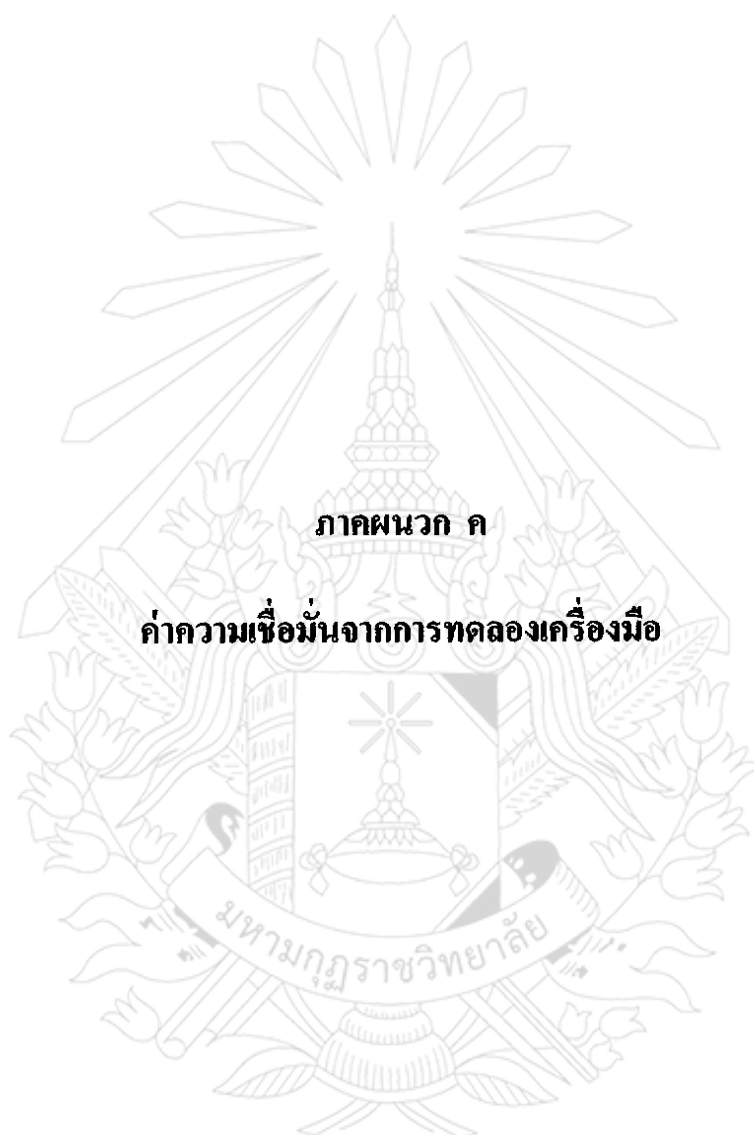 ภาคผนวก ค
ค่าความเชื่อมั่นจากการทดลองเครื่องมือ
มหามกุฏราชวิทยาลัย